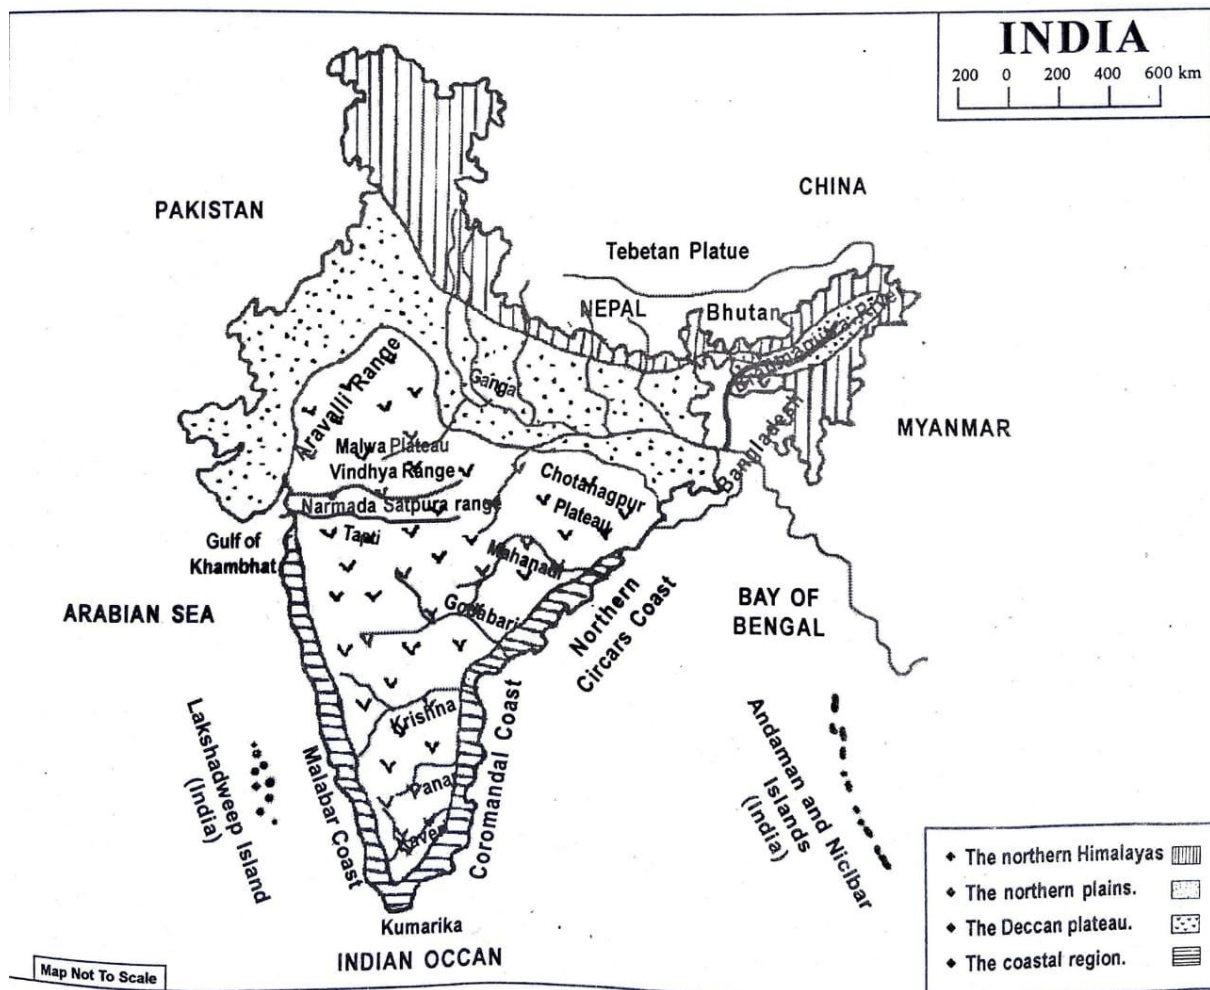 INDIA
200 0 200 400 600 km
CHINA
PAKISTAN
Tebetan Platue
NEPAL
Bhutan
Brahmaputra River
Aravalli Range
Ganga
MYANMAR
Malwa Plateau
Vindhya Range
Bangladesh
Chotanagpur
Plateau
Narmada Satpura range
Tapti
Gulf of
Khambhat
Mahanadi
ARABIAN SEA
Godabari
Northern
Circars Coast
BAY OF
BENGAL
Krishna
Lakshadweep Island
(India)
Malabar Coast
Coromandal Coast
Andaman and Nicibar
Islands
(India)
Kumarika
INDIAN OCCAN
The northern Himalayas
The northern plains.
The Deccan plateau.
The coastal region.
Map Not To Scale